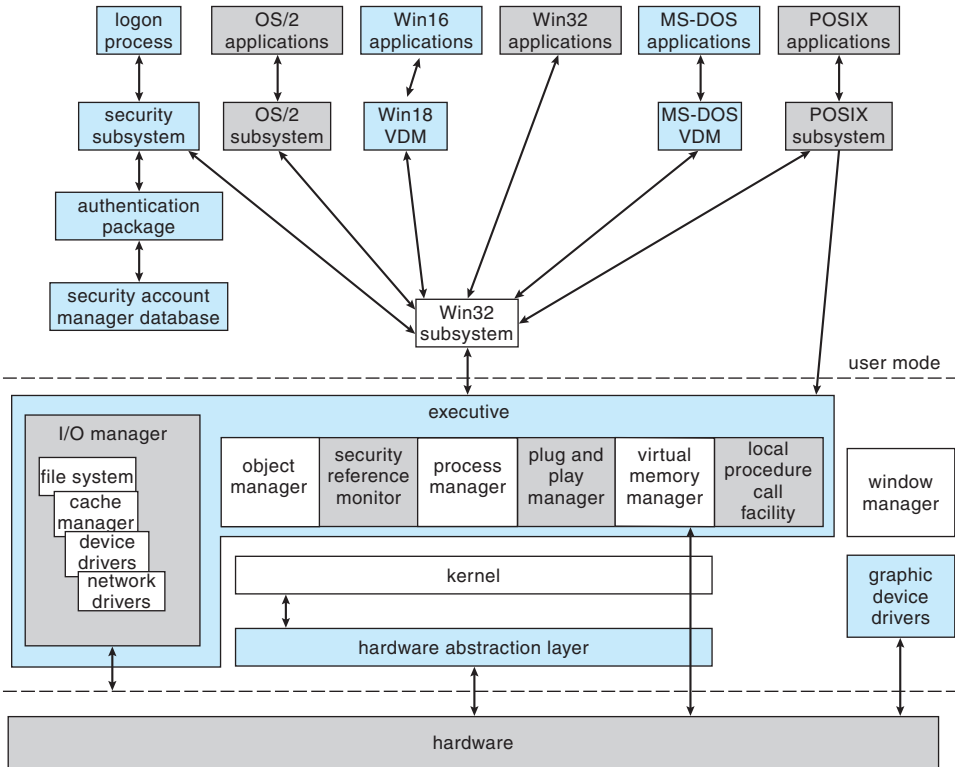 logon
process
OS/2
applications
Win16
applications
Win32
applications
MS-DOS
applications
POSIX
applications
security
subsystem
OS/2
subsystem
Win18
VDM
MS-DOS
VDM
POSIX
subsystem
authentication
package
security account
manager database
Win32
subsystem
user mode
executive
I/O manager
file system
cache
manager
device
drivers
network
drivers
object
manager
security
reference
monitor
process
manager
plug and
play
manager
virtual
memory
manager
local
procedure
call
facility
window
manager
kernel
graphic
device
drivers
hardware abstraction layer
hardware